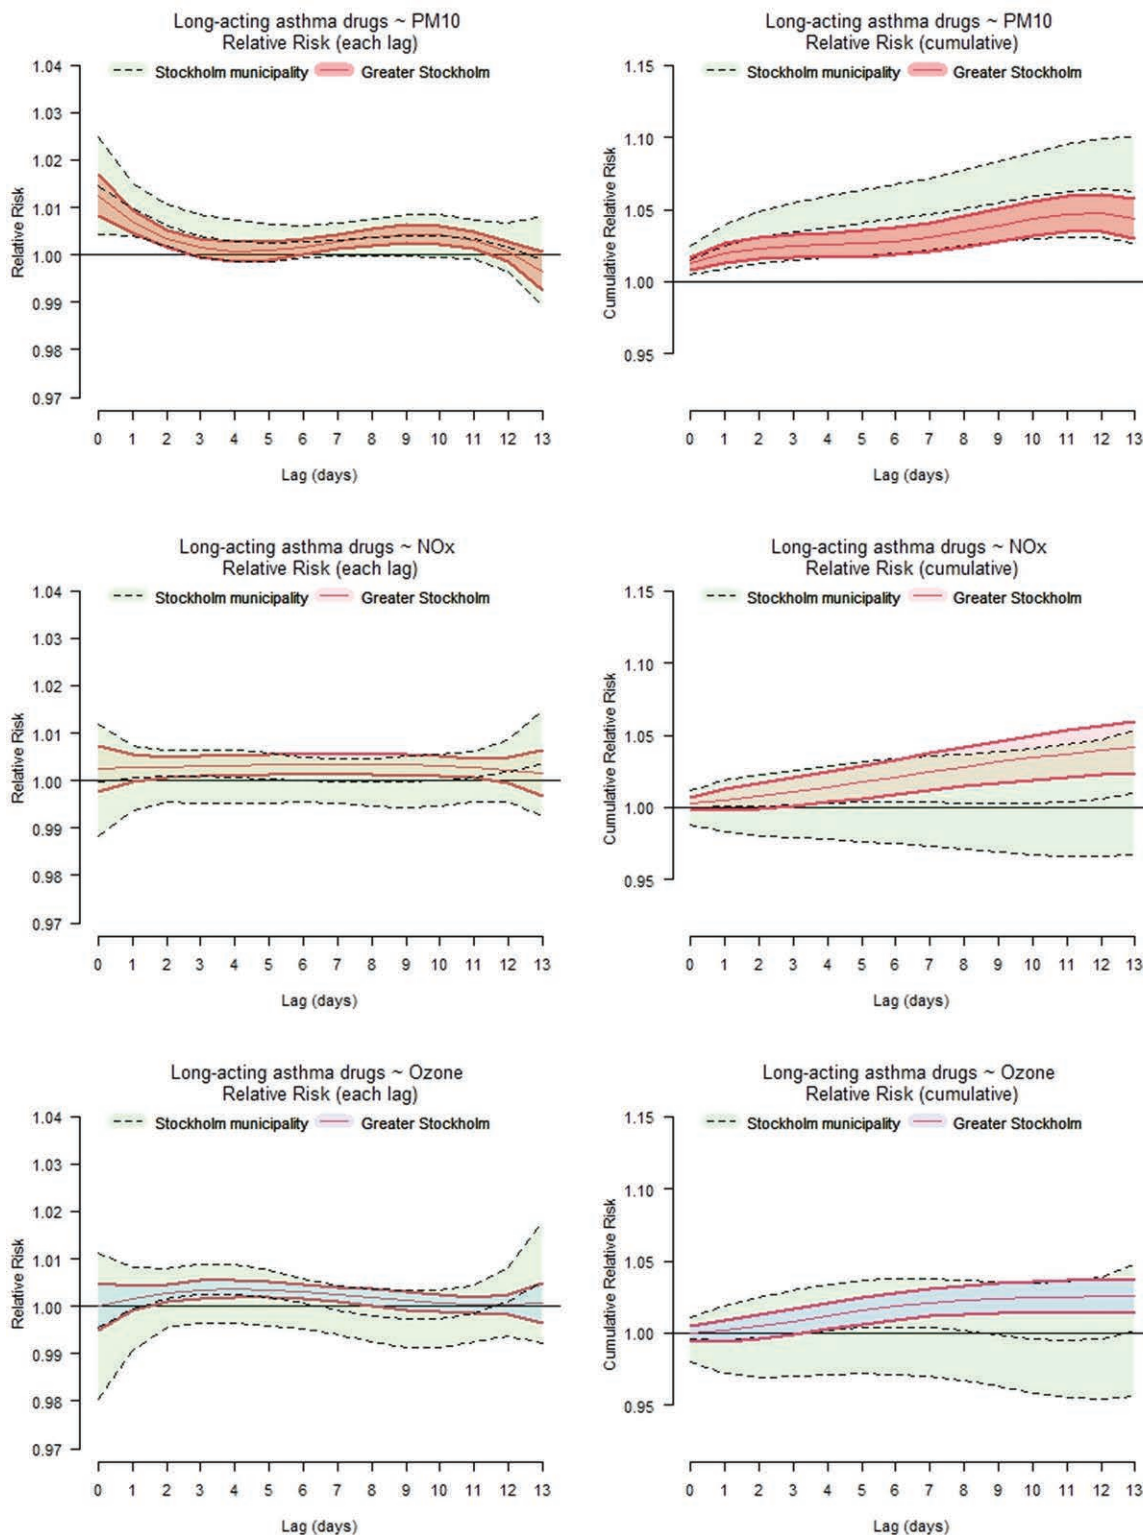 Long-acting asthma drugs ~ PM10
Relative Risk (each lag)
Stockholm municipality Greater Stockholm
Relative Risk
1.04
1.03
1.02
1.01
1.00
0.99
0.98
0.97
0 1 2 3 4 5 6 7 8 9 10 11 12 13
Lag (days)
Long-acting asthma drugs ~ PM10
Relative Risk (cumulative)
Stockholm municipality Greater Stockholm
Cumulative Relative Risk
1.15
1.10
1.05
1.00
0.95
0 1 2 3 4 5 6 7 8 9 10 11 12 13
Lag (days)
Long-acting asthma drugs ~ NOx
Relative Risk (each lag)
Stockholm municipality Greater Stockholm
Relative Risk
1.04
1.03
1.02
1.01
1.00
0.99
0.98
0.97
0 1 2 3 4 5 6 7 8 9 10 11 12 13
Lag (days)
Long-acting asthma drugs ~ NOx
Relative Risk (cumulative)
Stockholm municipality Greater Stockholm
Cumulative Relative Risk
1.15
1.10
1.05
1.00
0.95
0 1 2 3 4 5 6 7 8 9 10 11 12 13
Lag (days)
Long-acting asthma drugs ~ Ozone
Relative Risk (each lag)
Stockholm municipality Greater Stockholm
Relative Risk
1.04
1.03
1.02
1.01
1.00
0.99
0.98
0.97
0 1 2 3 4 5 6 7 8 9 10 11 12 13
Lag (days)
Long-acting asthma drugs ~ Ozone
Relative Risk (cumulative)
Stockholm municipality Greater Stockholm
Cumulative Relative Risk
1.15
1.10
1.05
1.00
0.95
0 1 2 3 4 5 6 7 8 9 10 11 12 13
Lag (days)